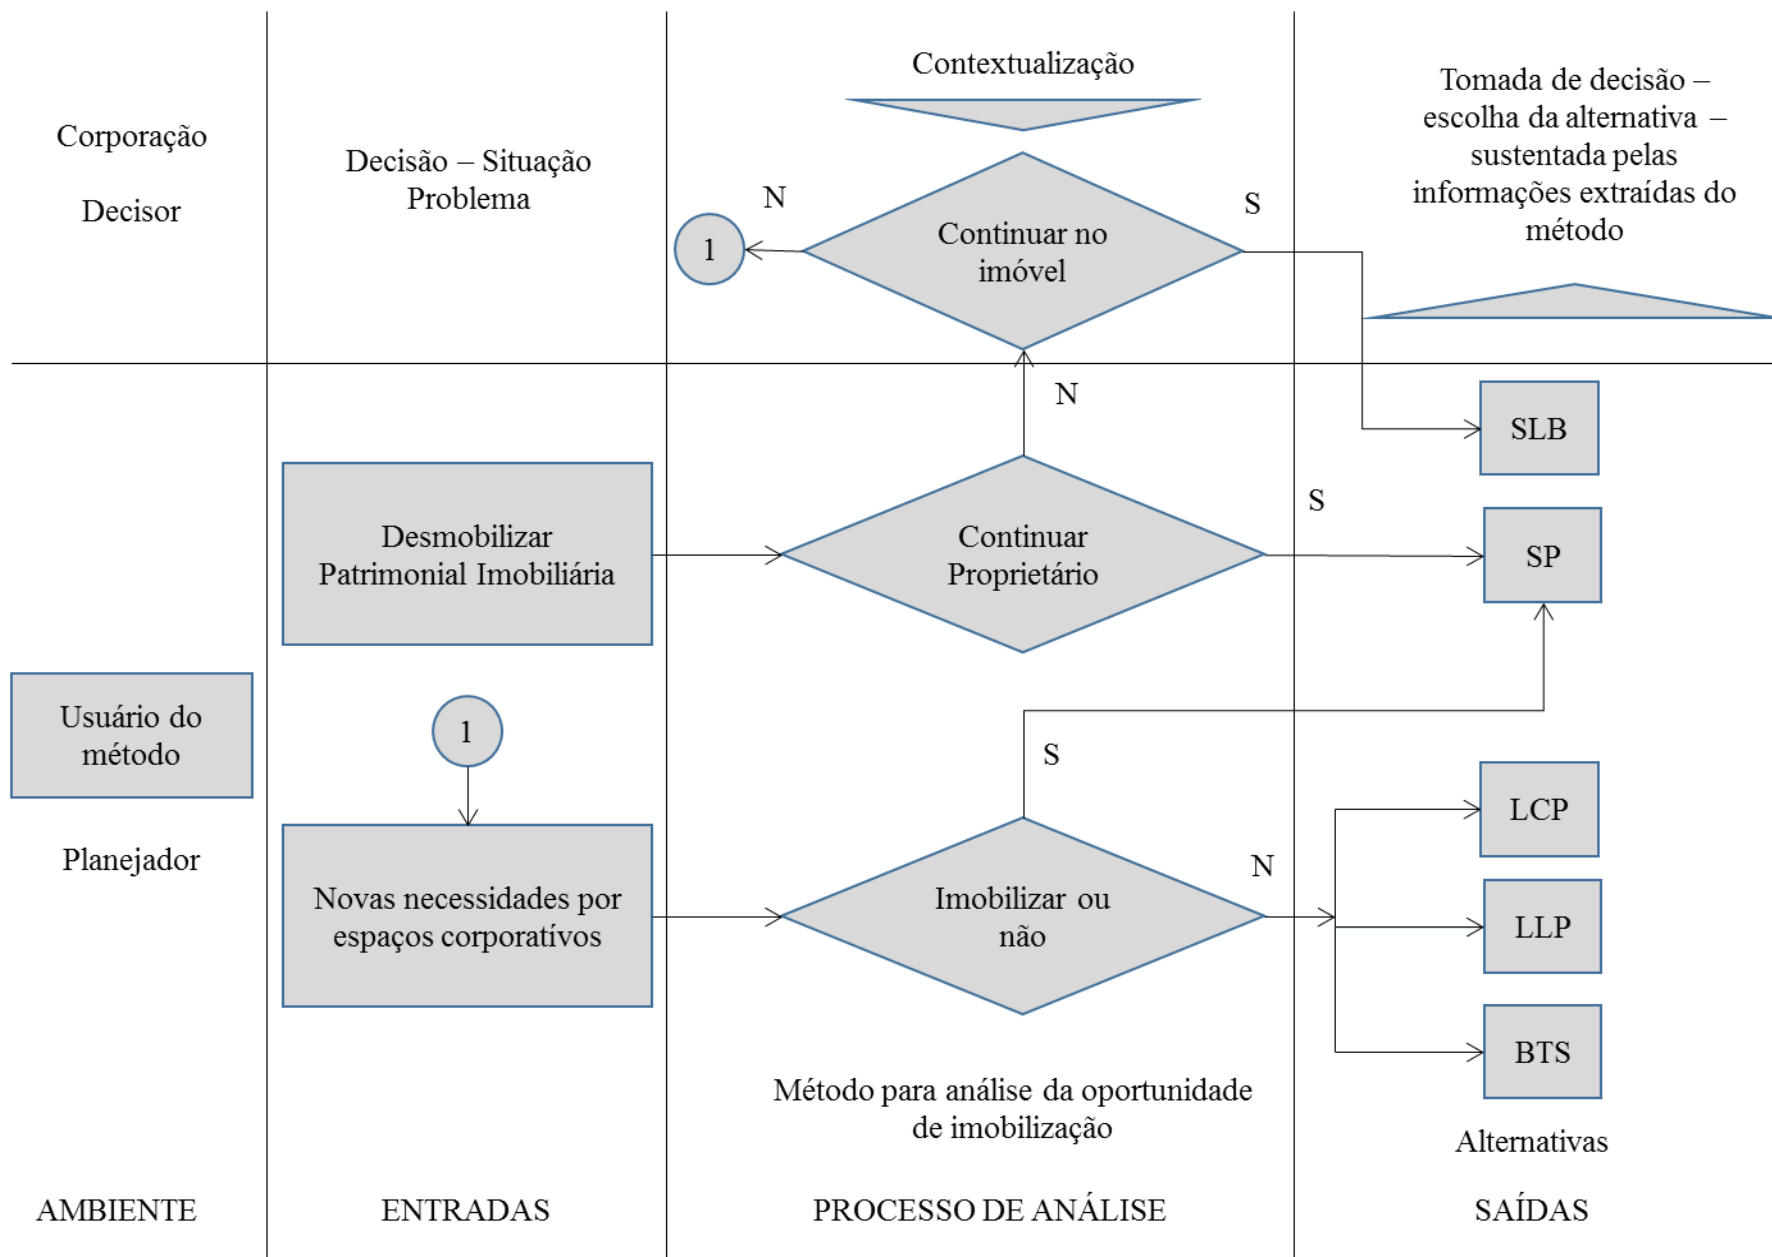 Corporação
Decisor
Decisão – Situação
Problema
Contextualização
Tomada de decisão –
escolha da alternativa –
sustentada pelas
informações extraídas do
método
N
S
1
Continuar no
imóvel
N
SLB
Desmobilizar
Patrimonial Imobiliária
Continuar
Proprietário
S
SP
Usuário do
método
Planejador
1
S
Novas necessidades por
espaços corporatívos
Imobilizar ou
não
N
LCP
LLP
BTS
Método para análise da oportunidade
de imobilização
Alternativas
AMBIENTE
ENTRADAS
PROCESSO DE ANÁLISE
SAÍDAS